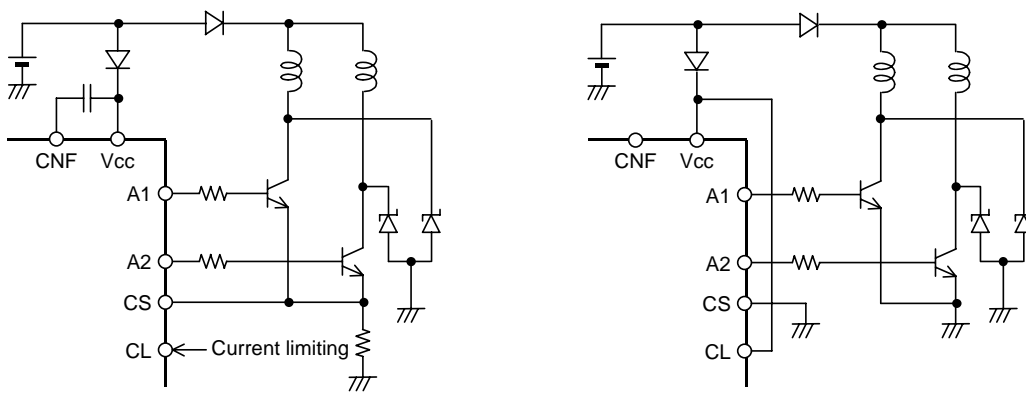 CNF Vcc
A1
A2
CS
CL
Current limiting
CNF Vcc
A1
A2
CS
CL